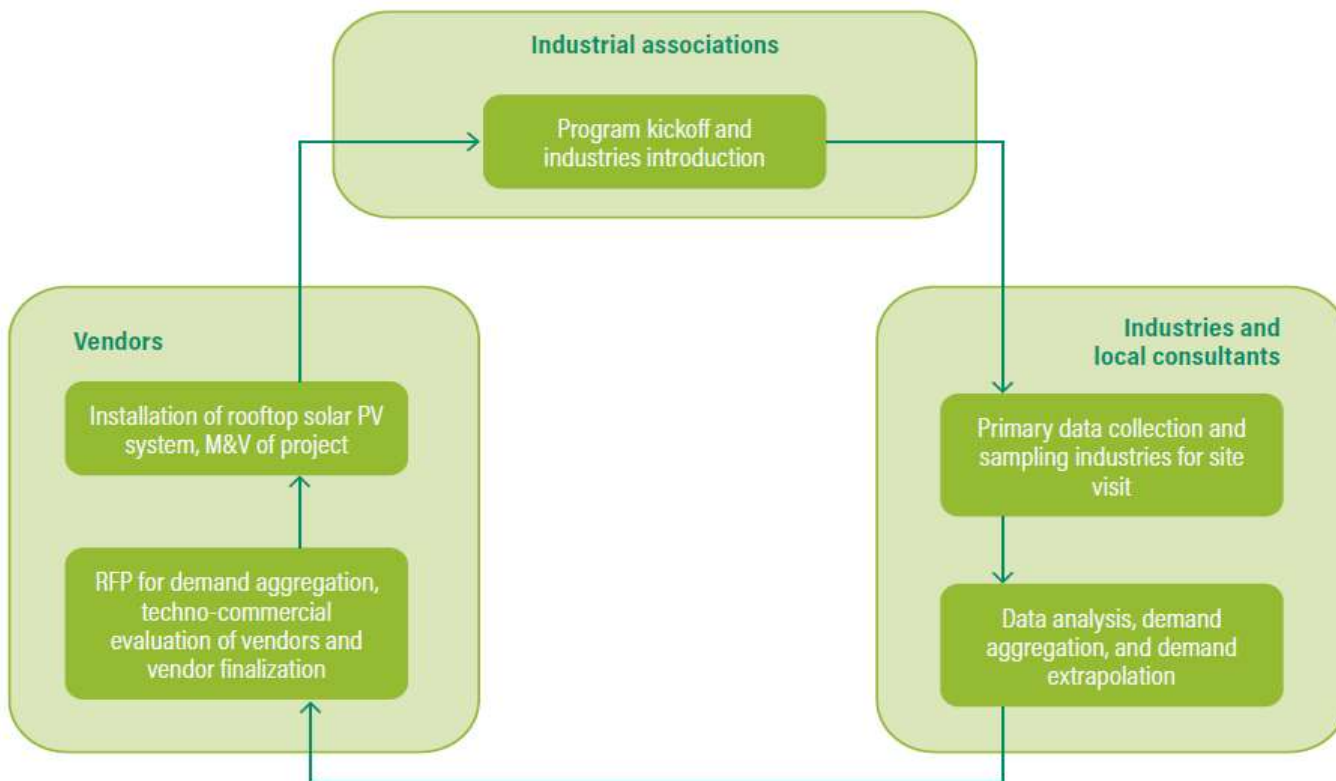 Industrial associations
Program kickoff and
industries introduction
Vendors
Installation of rooftop solar PV
system, M&V of project
RFP for demand aggregation,
techno-commercial
evaluation of vendors and
vendor finalization
Industries and
local consultants
Primary data collection and
sampling industries for site
visit
Data analysis, demand
aggregation, and demand
extrapolation